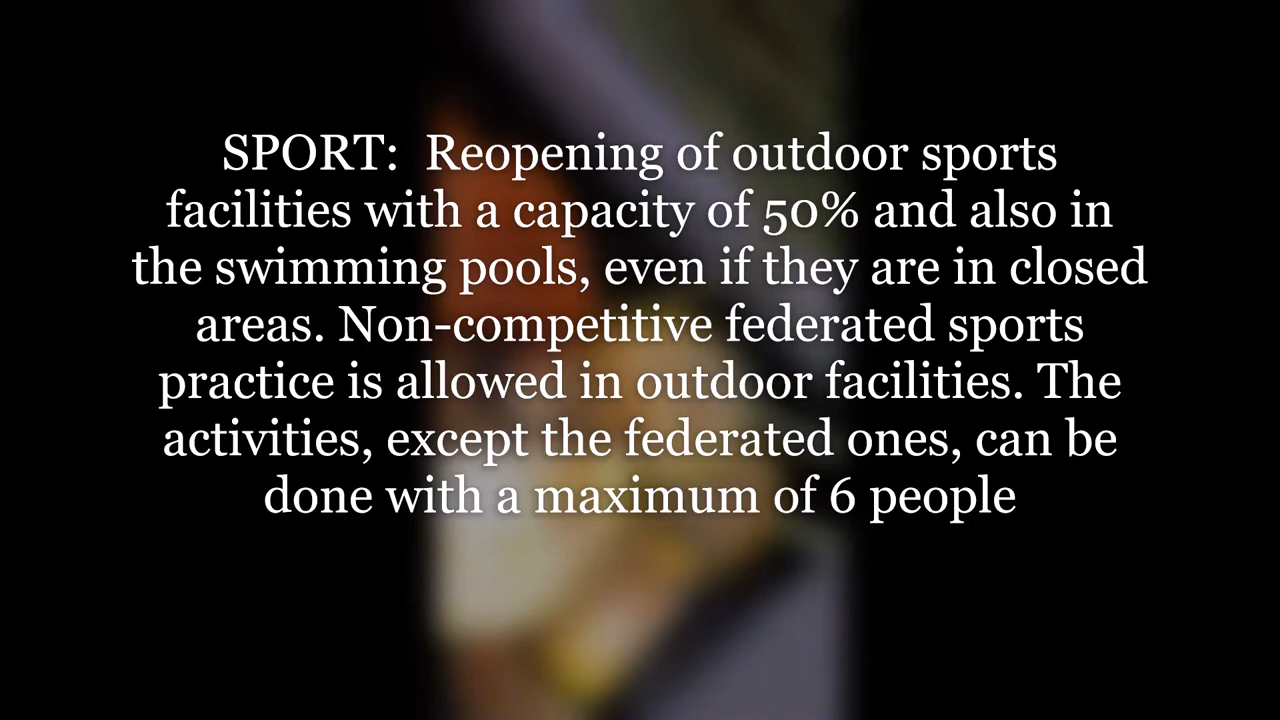 SPORT:  Reopening of outdoor sports
facilities with a capacity of 50% and also in
the swimming pools, even if they are in closed
areas. Non-competitive federated sports
practice is allowed in outdoor facilities. The
activities, except the federated ones, can be
done with a maximum of 6 people